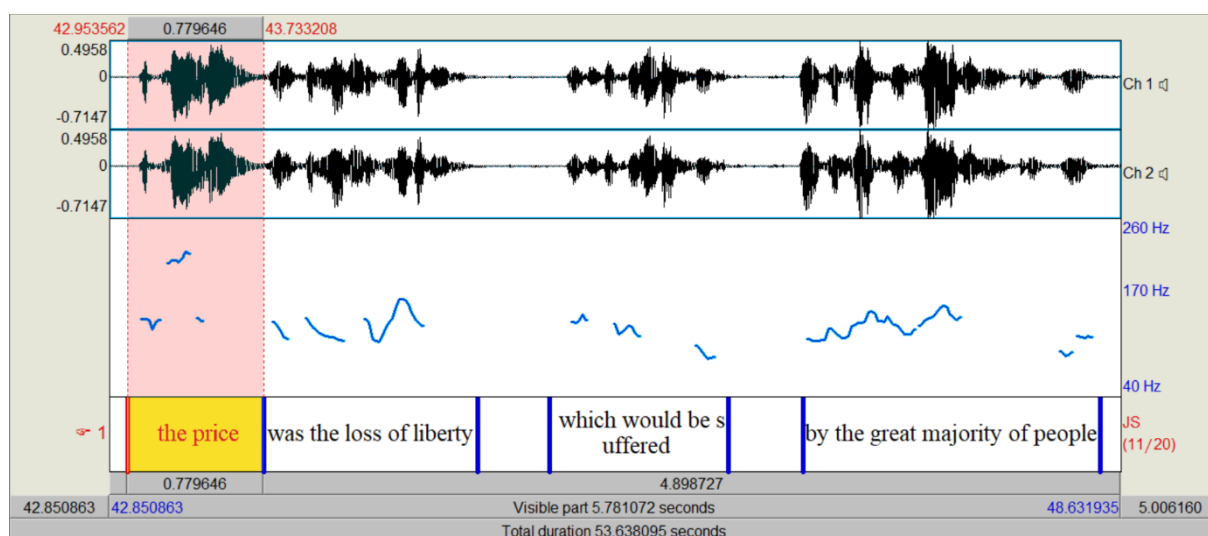 42.953562 0.779646 43.733208
0.4958
0
-0.7147
Ch 1
0.4958
0
-0.7147
Ch 2
260 Hz
170 Hz
40 Hz
1 the price was the loss of liberty which would be s
uffered by the great majority of people JS
(11/20)
0.779646 4.898727
42.850863 42.850863 Visible part 5.781072 seconds 48.631935 5.006160
Total duration 53.638095 seconds